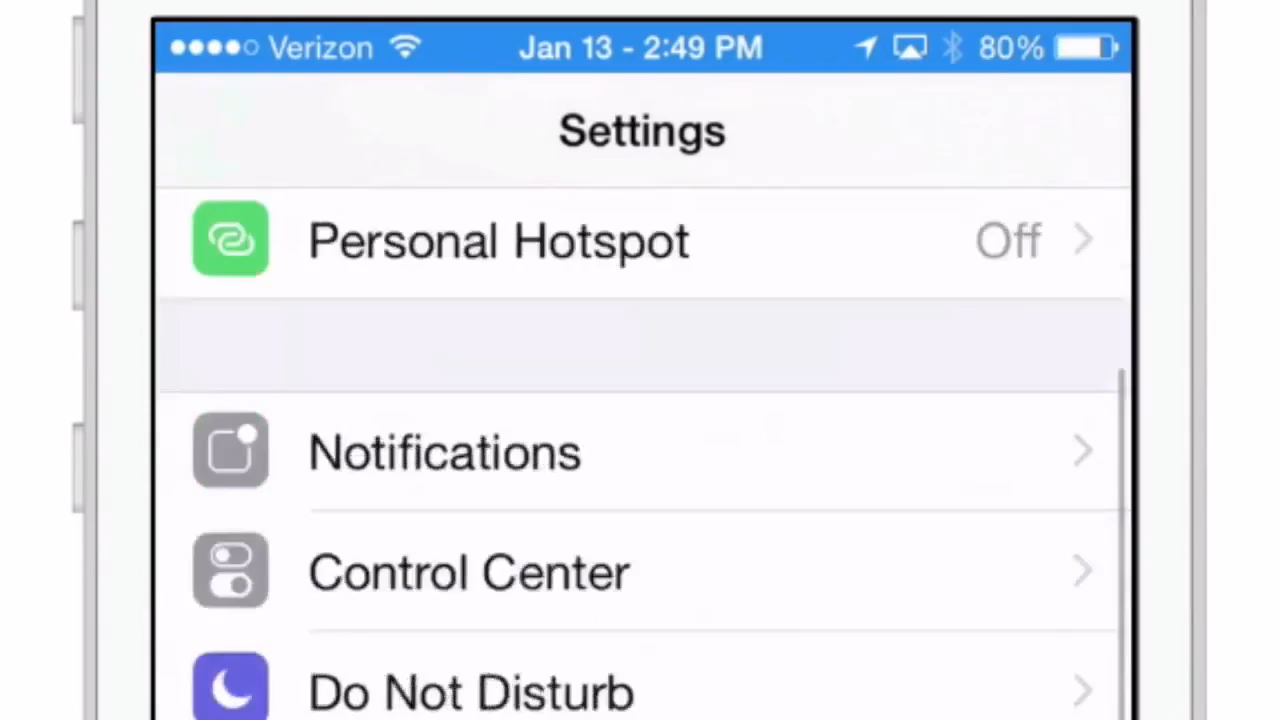 Verizon Jan 13 - 2:49 PM 80%
Settings
Personal Hotspot Off
Notifications
Control Center
Do Not Disturb